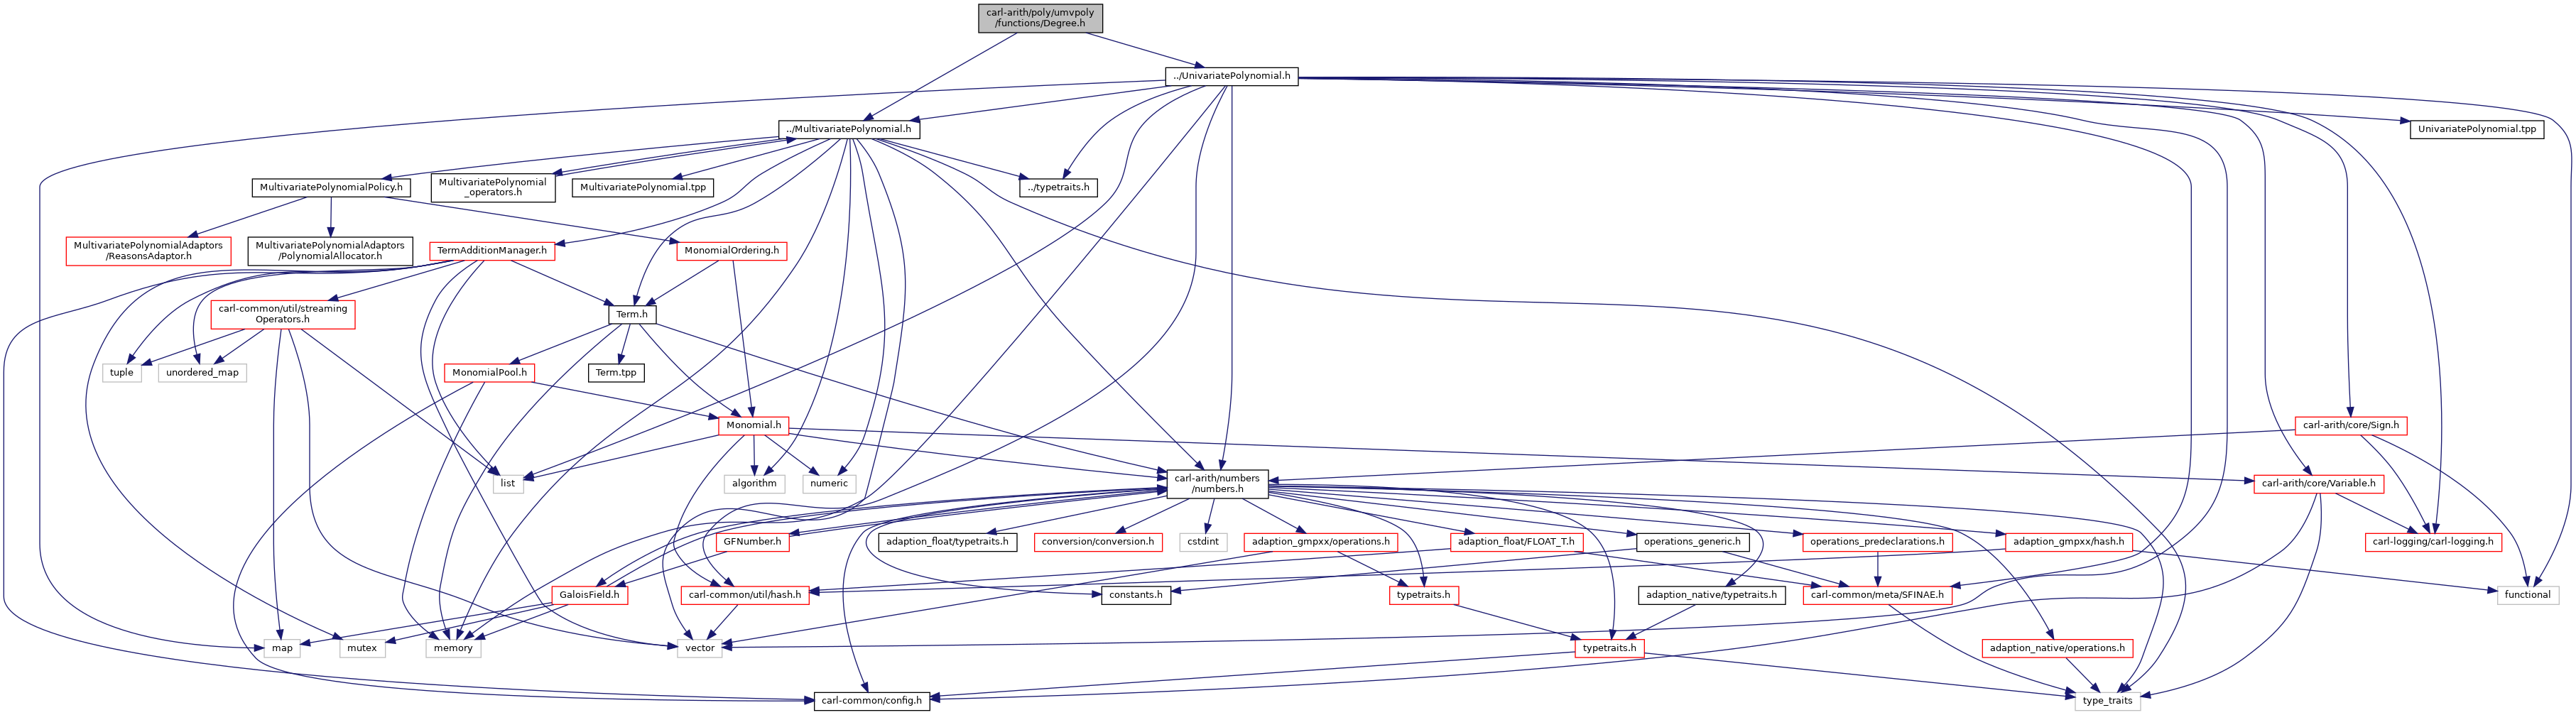 carl-arith/poly/umvpoly
/functions/Degree.h
../UnivariatePolynomial.h
../MultivariatePolynomial.h
UnivariatePolynomial.tpp
MultivariatePolynomialPolicy.h
MultivariatePolynomial
_operators.h
MultivariatePolynomial.tpp
../typetraits.h
MultivariatePolynomialAdaptors
/ReasonsAdaptor.h
MultivariatePolynomialAdaptors
/PolynomialAllocator.h
TermAdditionManager.h
MonomialOrdering.h
carl-common/util/streaming
Operators.h
Term.h
tuple
unordered_map
MonomialPool.h
Term.tpp
Monomial.h
carl-arith/core/Sign.h
list
algorithm
numeric
carl-arith/numbers
/numbers.h
carl-arith/core/Variable.h
GFNumber.h
adaption_float/typetraits.h
conversion/conversion.h
cstdint
adaption_gmpxx/operations.h
adaption_float/FLOAT_T.h
operations_generic.h
operations_predeclarations.h
adaption_gmpxx/hash.h
carl-logging/carl-logging.h
GaloisField.h
carl-common/util/hash.h
constants.h
typetraits.h
adaption_native/typetraits.h
carl-common/meta/SFINAE.h
functional
map
mutex
memory
vector
typetraits.h
adaption_native/operations.h
carl-common/config.h
type_traits